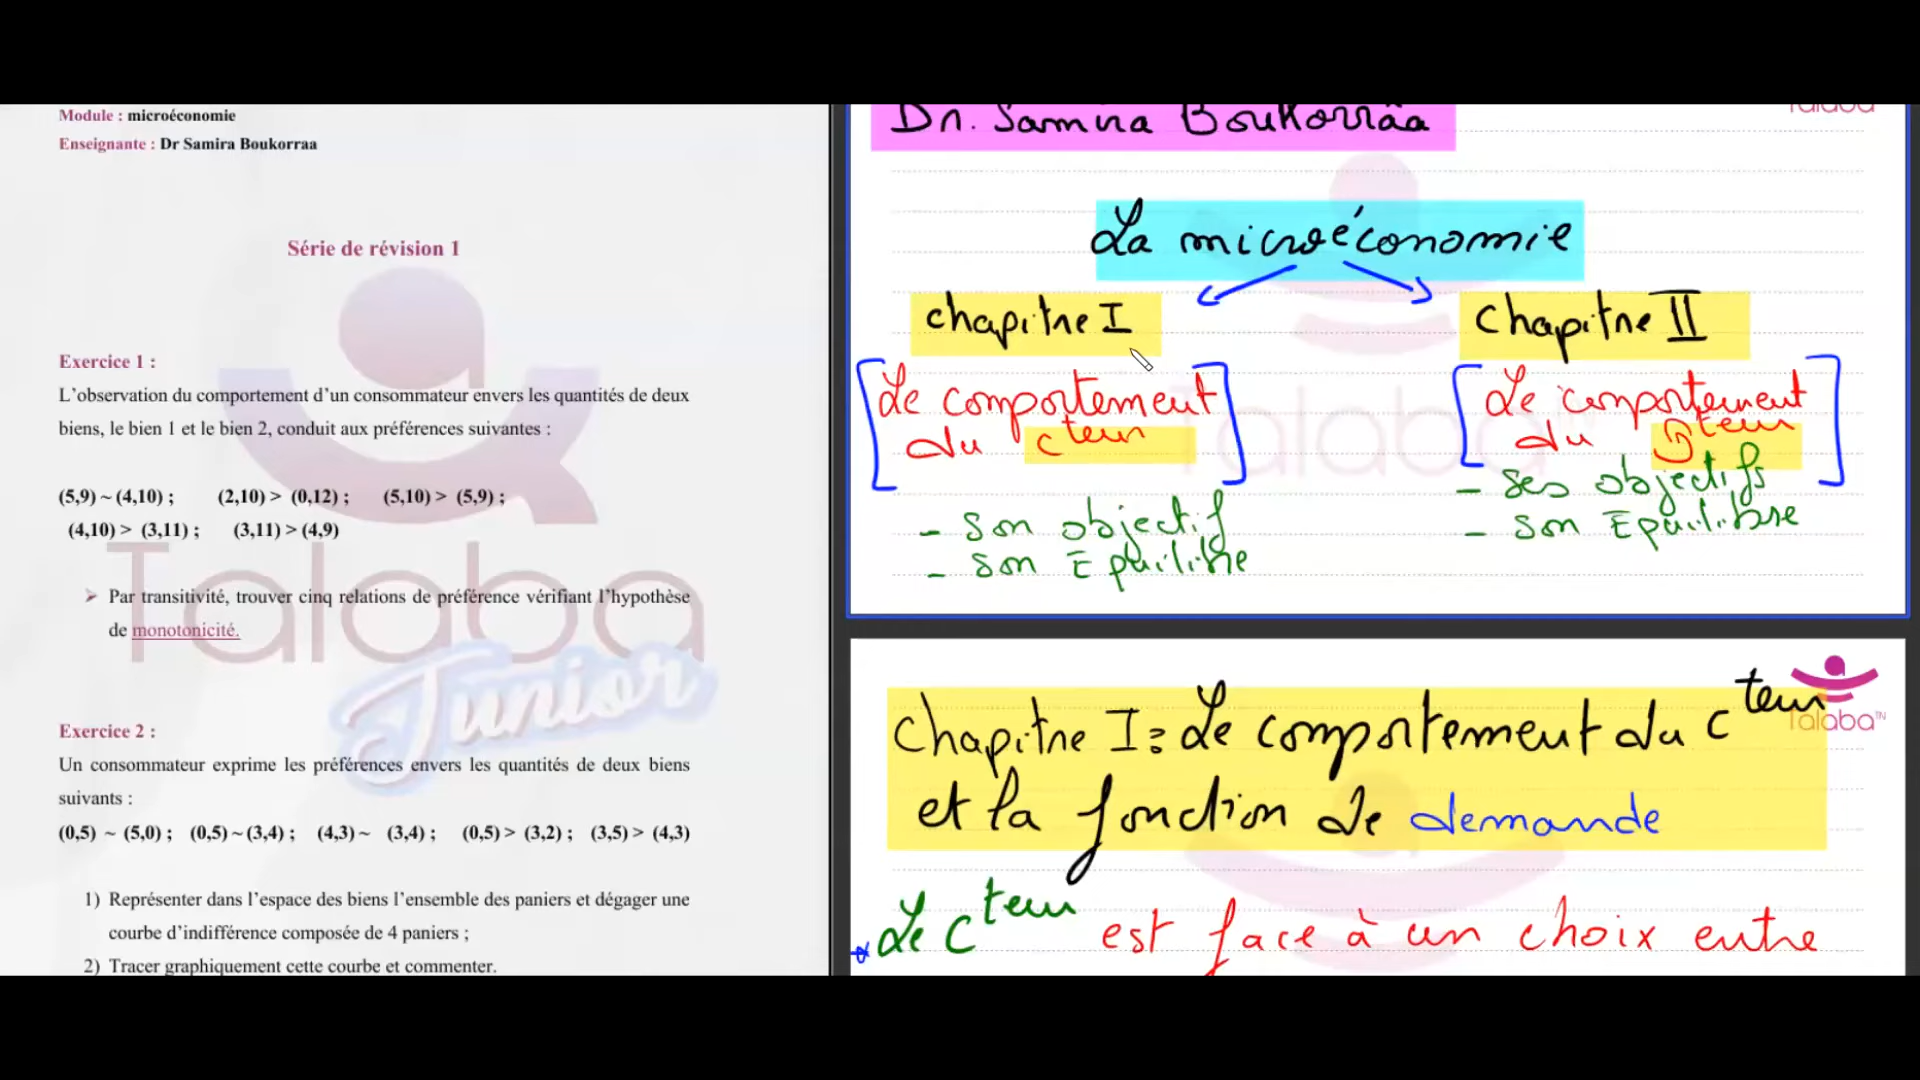 Module : microéconomie
Enseignante : Dr Samira Boukorraa
Série de révision 1
Exercice 1 :
L’observation du comportement d’un consommateur envers les quantités de deux
biens, le bien 1 et le bien 2, conduit aux préférences suivantes :
(5,9) ~ (4,10) ; (2,10) > (0,12) ; (5,10) > (5,9) ;
(4,10) > (3,11) ; (3,11) > (4,9)
➢ Par transitivité, trouver cinq relations de préférence vérifiant l’hypothèse
de monotonicité.
Talaba
Junior
Exercice 2 :
Un consommateur exprime les préférences envers les quantités de deux biens
suivants :
(0,5) ~ (5,0) ; (0,5) ~ (3,4) ; (4,3) ~ (3,4) ; (0,5) > (3,2) ; (3,5) > (4,3)
1) Représenter dans l’espace des biens l’ensemble des paniers et dégager une
courbe d’indifférence composée de 4 paniers ;
2) Tracer graphiquement cette courbe et commenter.
Dr. Samira Boukorrâa
Talaba
La microéconomie
Chapitre I
Chapitre II
Le comportement
du cteur
Le comportement
du Pteur
- Son objectif
- Son Equilibre
- Ses objectifs
- Son Equilibre
Talaba
Chapitre I : Le comportement du cteur
Talaba
et la fonction de demande
* Le cteur est face à un choix entre